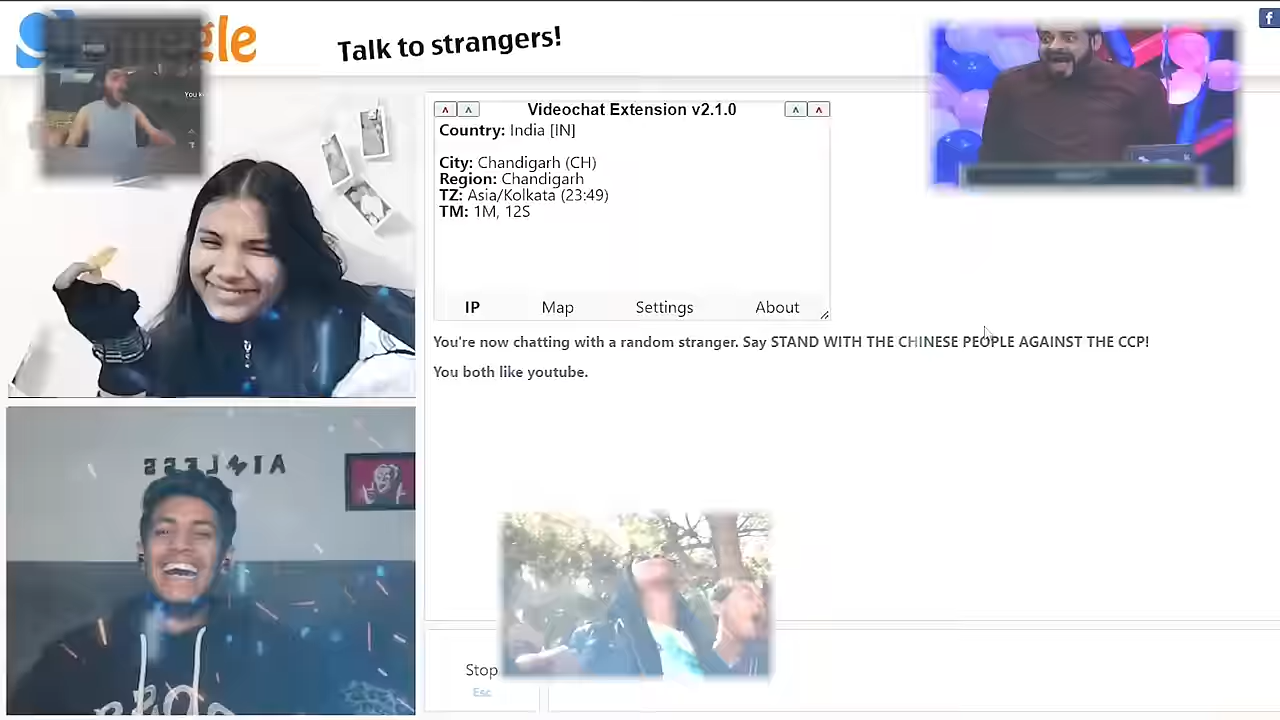 Talk to strangers!
Videochat Extension v2.1.0
Country: India [IN]
City: Chandigarh (CH)
Region: Chandigarh
TZ: Asia/Kolkata (23:49)
TM: 1M, 12S
IP Map Settings About
You're now chatting with a random stranger. Say STAND WITH THE CHINESE PEOPLE AGAINST THE CCP!
You both like youtube.
Stop
Esc